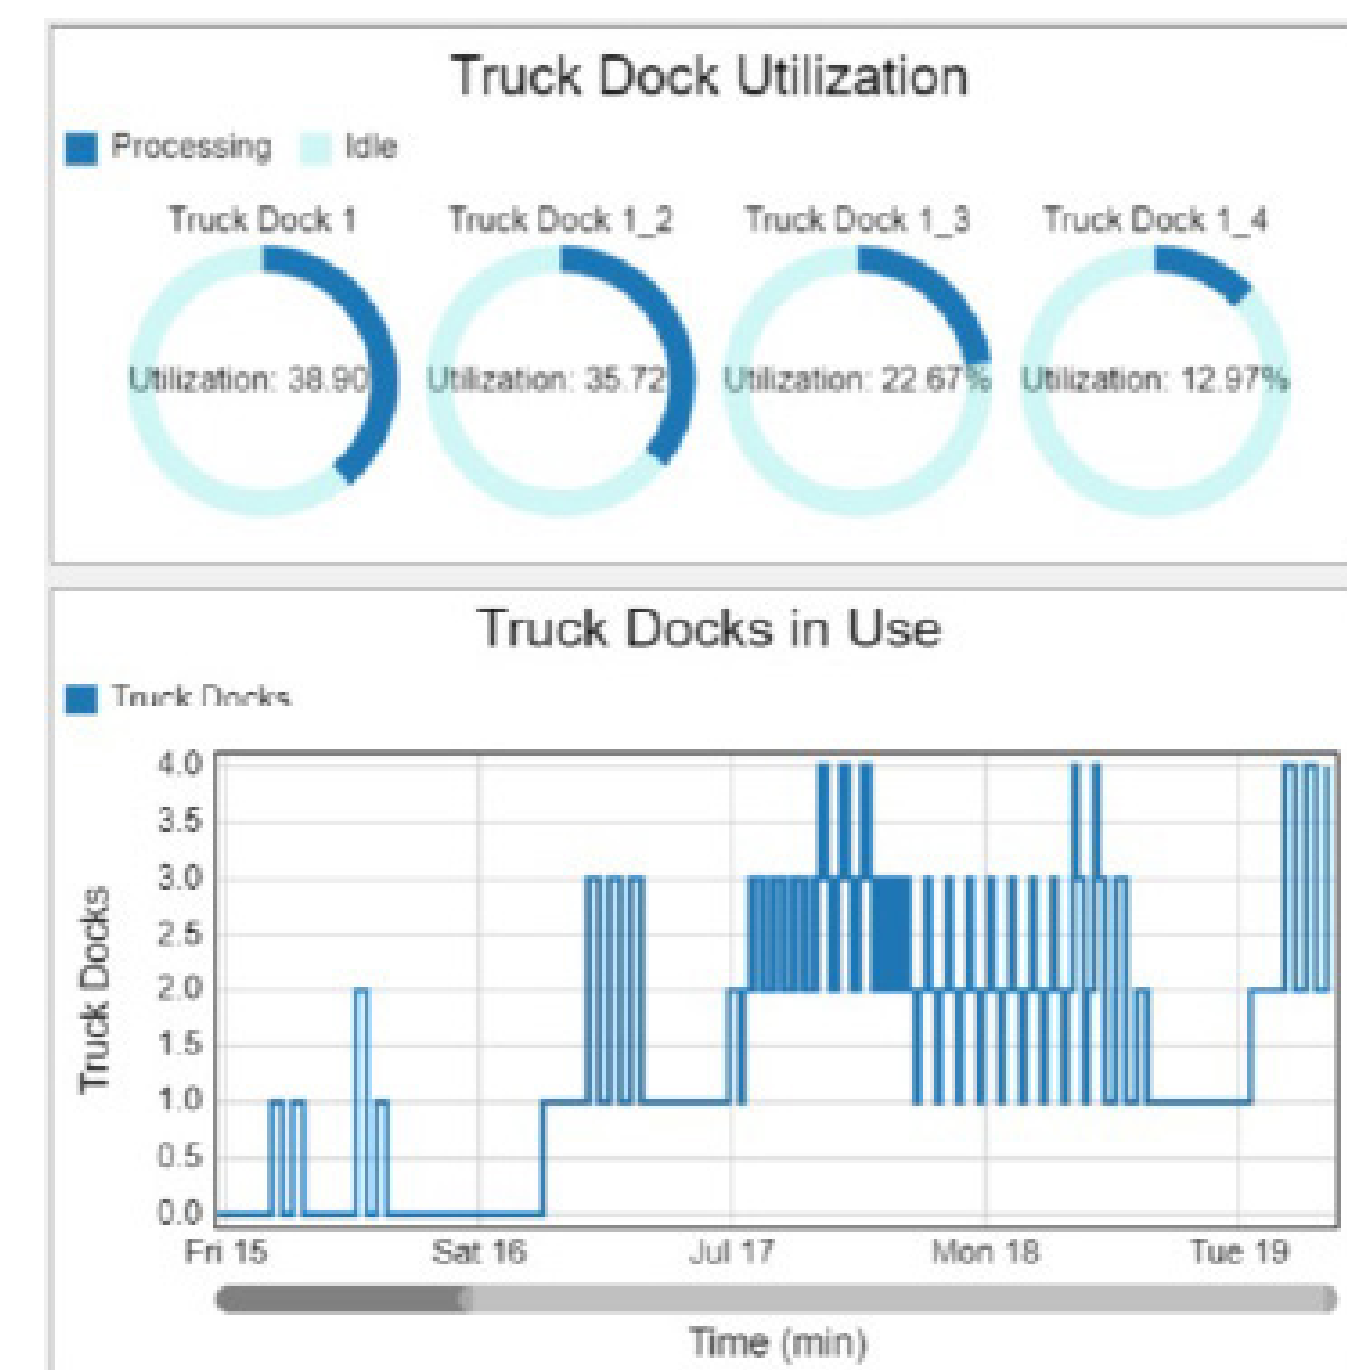 Truck Dock Utilization
Processing Idle
Truck Dock 1 Truck Dock 1_2 Truck Dock 1_3 Truck Dock 1_4
Utilization: 38.90 Utilization: 35.72 Utilization: 22.67% Utilization: 12.97%
Truck Docks in Use
Truck Docks
4.0
3.5
3.0
2.5
2.0
1.5
1.0
0.5
0.0
Truck Docks
Fri 15 Sat 16 Jul 17 Mon 18 Tue 19
Time (min)